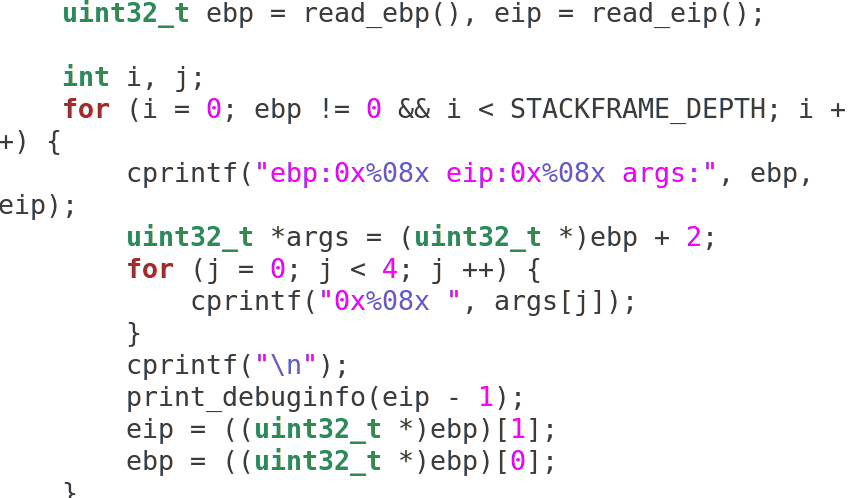 uint32_t ebp = read_ebp(), eip = read_eip();

    int i, j;
    for (i = 0; ebp != 0 && i < STACKFRAME_DEPTH; i +
+) {
        cprintf("ebp:0x%08x eip:0x%08x args:", ebp,
eip);
        uint32_t *args = (uint32_t *)ebp + 2;
        for (j = 0; j < 4; j ++) {
            cprintf("0x%08x ", args[j]);
        }
        cprintf("\n");
        print_debuginfo(eip - 1);
        eip = ((uint32_t *)ebp)[1];
        ebp = ((uint32_t *)ebp)[0];
    }